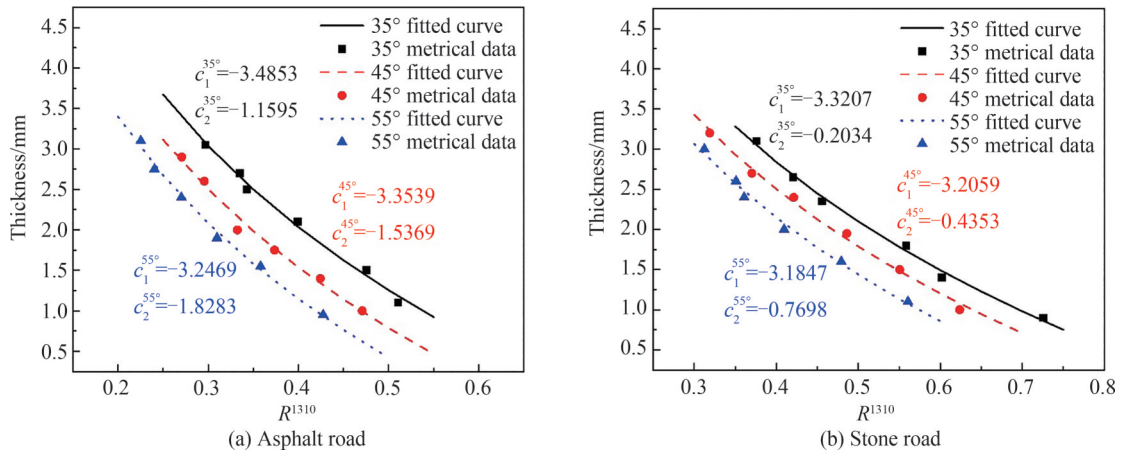 4.5
4.0
3.5
3.0
2.5
2.0
1.5
1.0
0.5
Thickness/mm
35° fitted curve
35° metrical data
45° fitted curve
45° metrical data
55° fitted curve
55° metrical data
c₁³⁵°=−3.4853
c₂³⁵°=−1.1595
c₁⁴⁵°=−3.3539
c₂⁴⁵°=−1.5369
c₁⁵⁵°=−3.2469
c₂⁵⁵°=−1.8283
0.2 0.3 0.4 0.5 0.6
R¹³¹⁰
(a) Asphalt road
4.5
4.0
3.5
3.0
2.5
2.0
1.5
1.0
0.5
Thickness/mm
35° fitted curve
35° metrical data
45° fitted curve
45° metrical data
55° fitted curve
55° metrical data
c₁³⁵°=−3.3207
c₂³⁵°=−0.2034
c₁⁴⁵°=−3.2059
c₂⁴⁵°=−0.4353
c₁⁵⁵°=−3.1847
c₂⁵⁵°=−0.7698
0.3 0.4 0.5 0.6 0.7 0.8
R¹³¹⁰
(b) Stone road